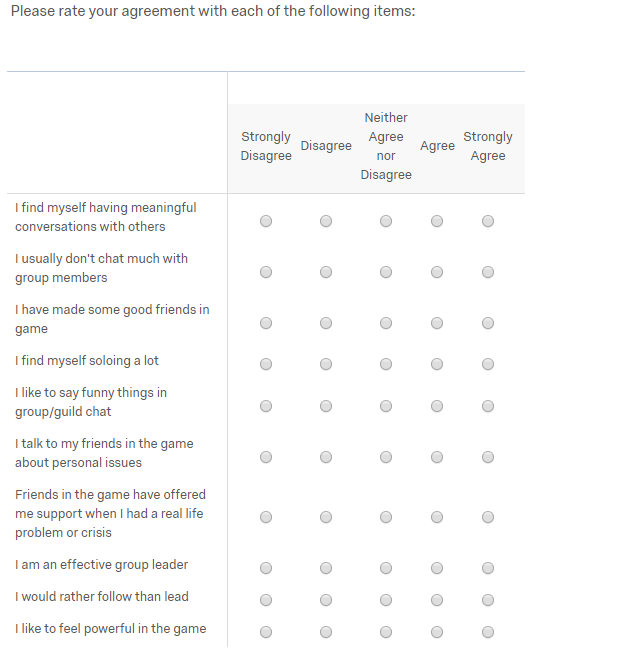 Please rate your agreement with each of the following items:
Strongly Disagree
Disagree
Neither Agree nor Disagree
Agree
Strongly Agree
I find myself having meaningful
conversations with others
I usually don't chat much with
group members
I have made some good friends in
game
I find myself soloing a lot
I like to say funny things in
group/guild chat
I talk to my friends in the game
about personal issues
Friends in the game have offered
me support when I had a real life
problem or crisis
I am an effective group leader
I would rather follow than lead
I like to feel powerful in the game